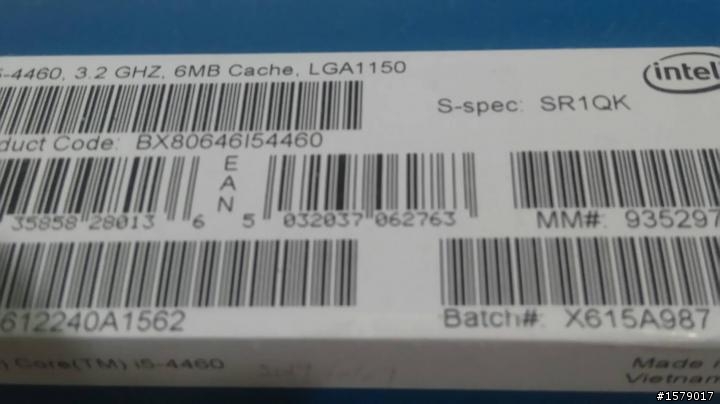 5-4460, 3.2 GHZ, 6MB Cache, LGA1150
intel
S-spec: SR1QK
duct Code: BX80646I54460
EAN
35858 28013 6 5 032037 062763
MM#: 935297
612240A1562
Batch#: X615A987
) Core(TM) i5-4460
Made
Vietnam
#1579017